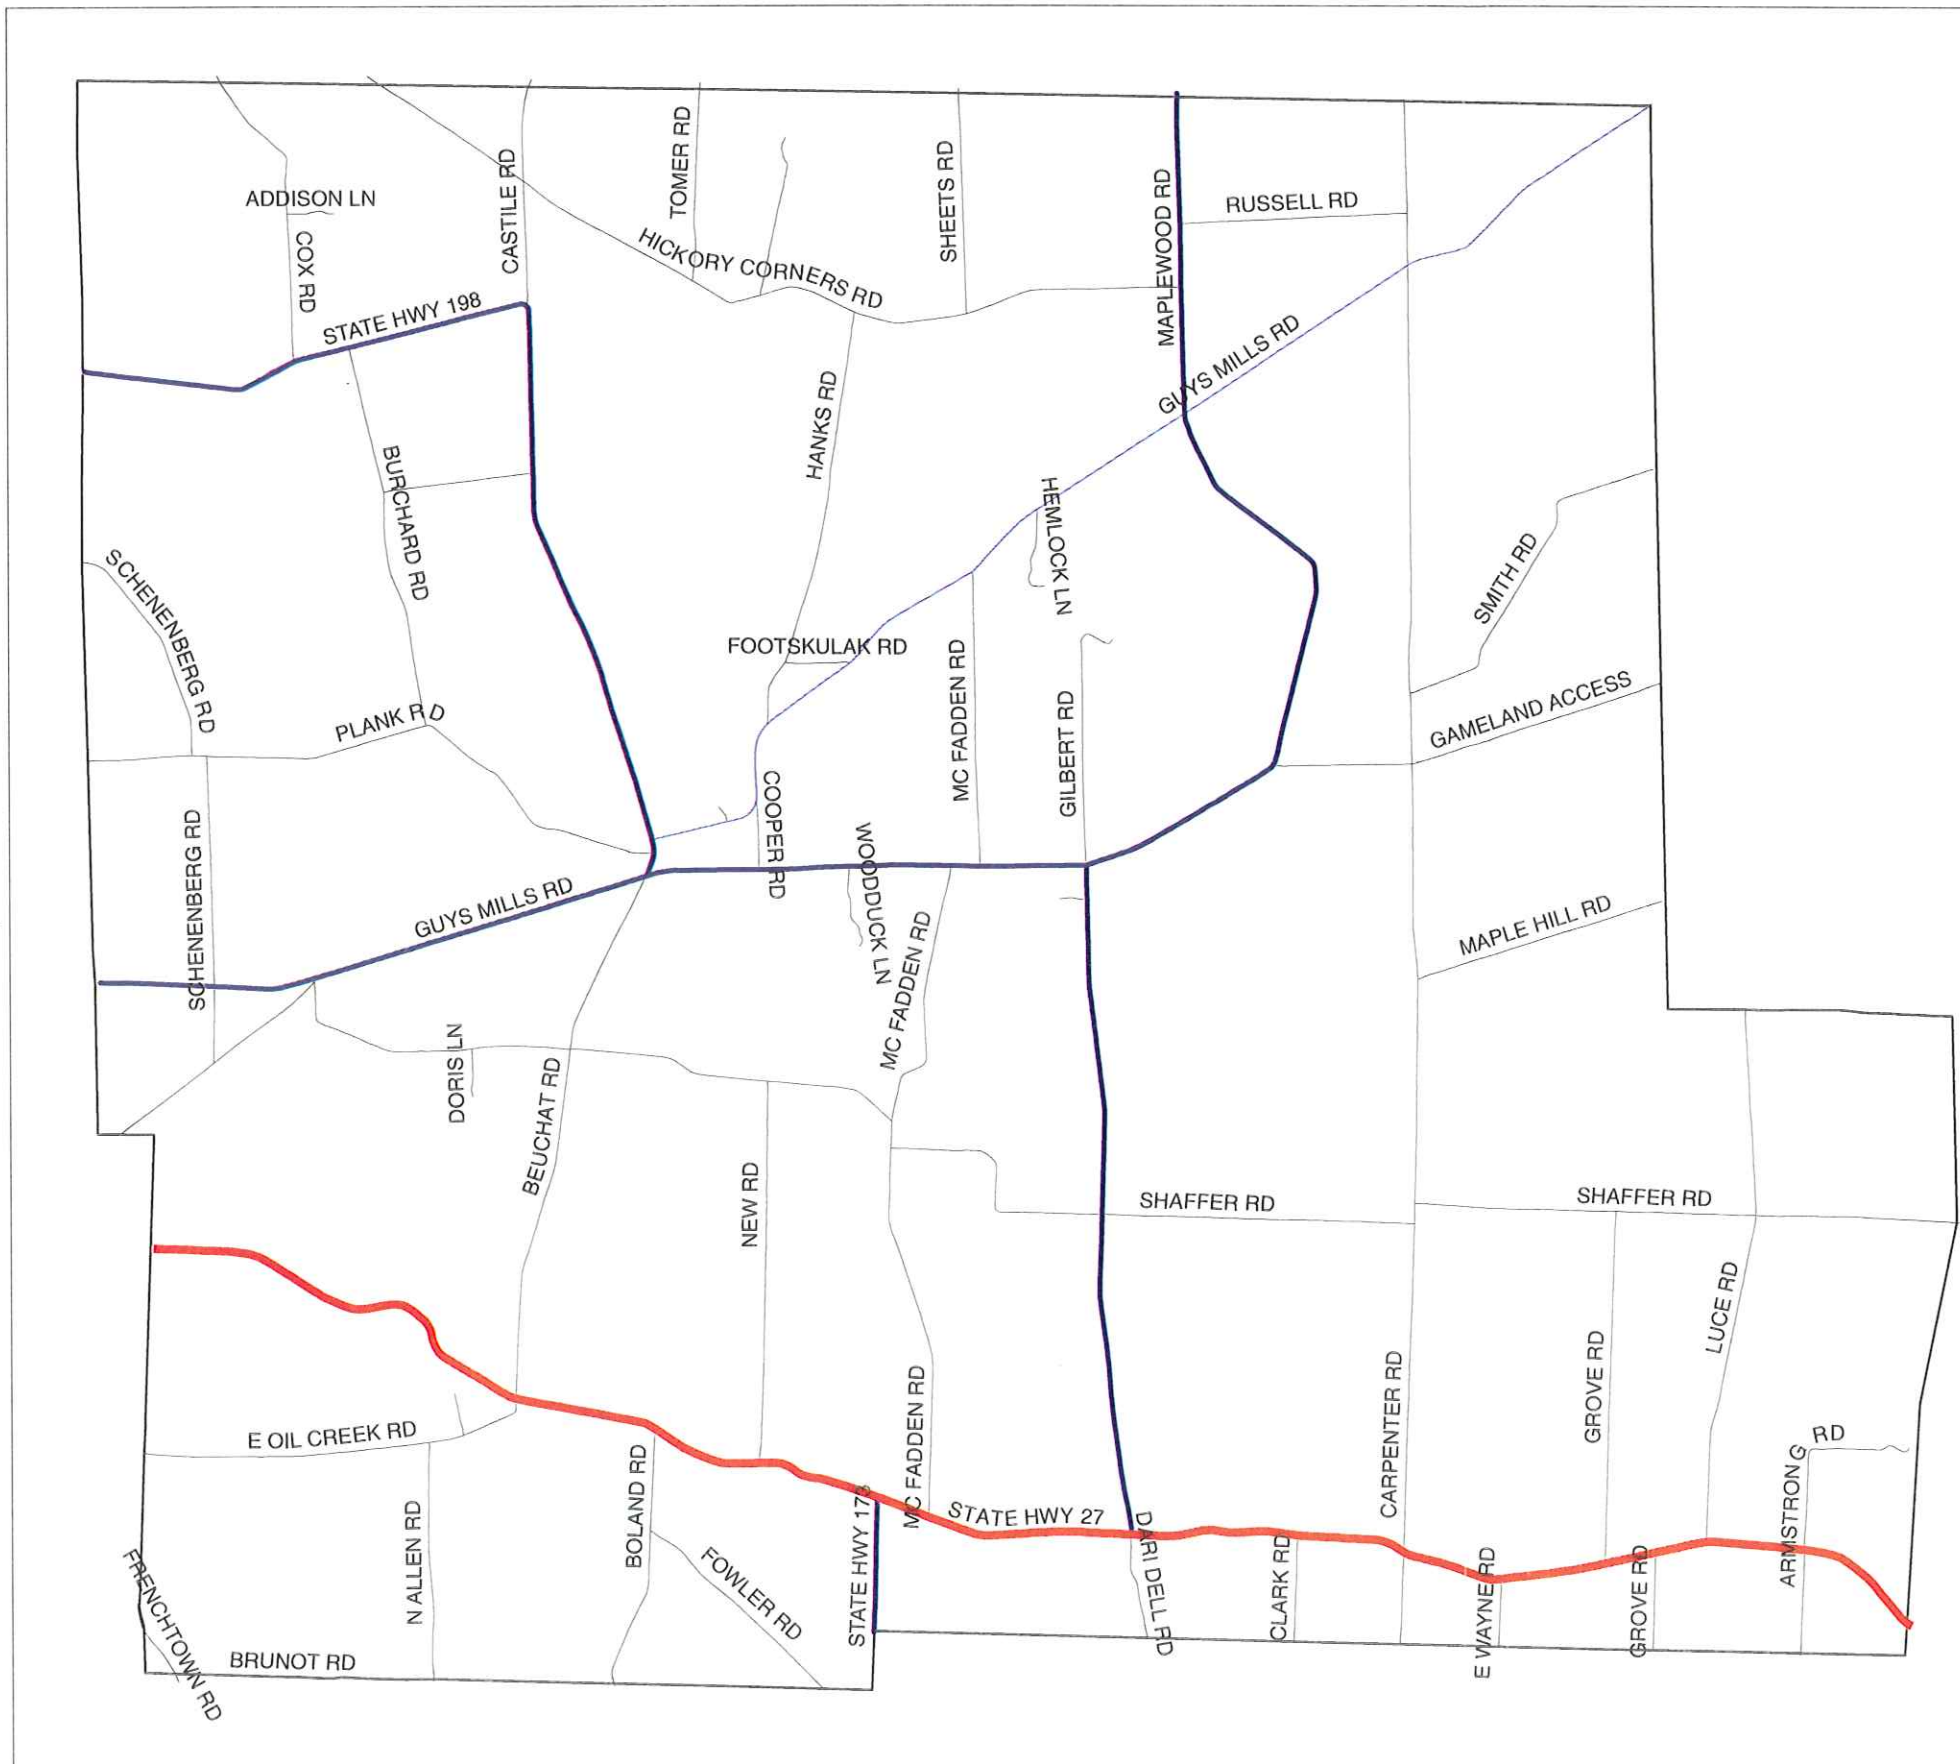 TOMER RD
CASTILE RD
SHEETS RD
MAPLEWOOD RD
ADDISON LN
RUSSELL RD
COX RD
HICKORY CORNERS RD
STATE HWY 198
GUYS MILLS RD
HANKS RD
BURCHARD RD
HEMLOCK LN
SMITH RD
SCHENENBERG RD
FOOTSKULAK RD
MC FADDEN RD
GILBERT RD
GAMELAND ACCESS
PLANK RD
COOPER RD
SCHENENBERG RD
WOODDUCK LN
GUYS MILLS RD
MC FADDEN RD
MAPLE HILL RD
DORIS LN
BEUCHAT RD
NEW RD
SHAFFER RD
SHAFFER RD
LUCE RD
GROVE RD
CARPENTER RD
MC FADDEN RD
E OIL CREEK RD
ARMSTRONG RD
BOLAND RD
N ALLEN RD
STATE HWY 173
STATE HWY 27
DARI DELL RD
CLARK RD
E WAYNE RD
GROVE RD
FOWLER RD
FRENCHTOWN RD
BRUNOT RD